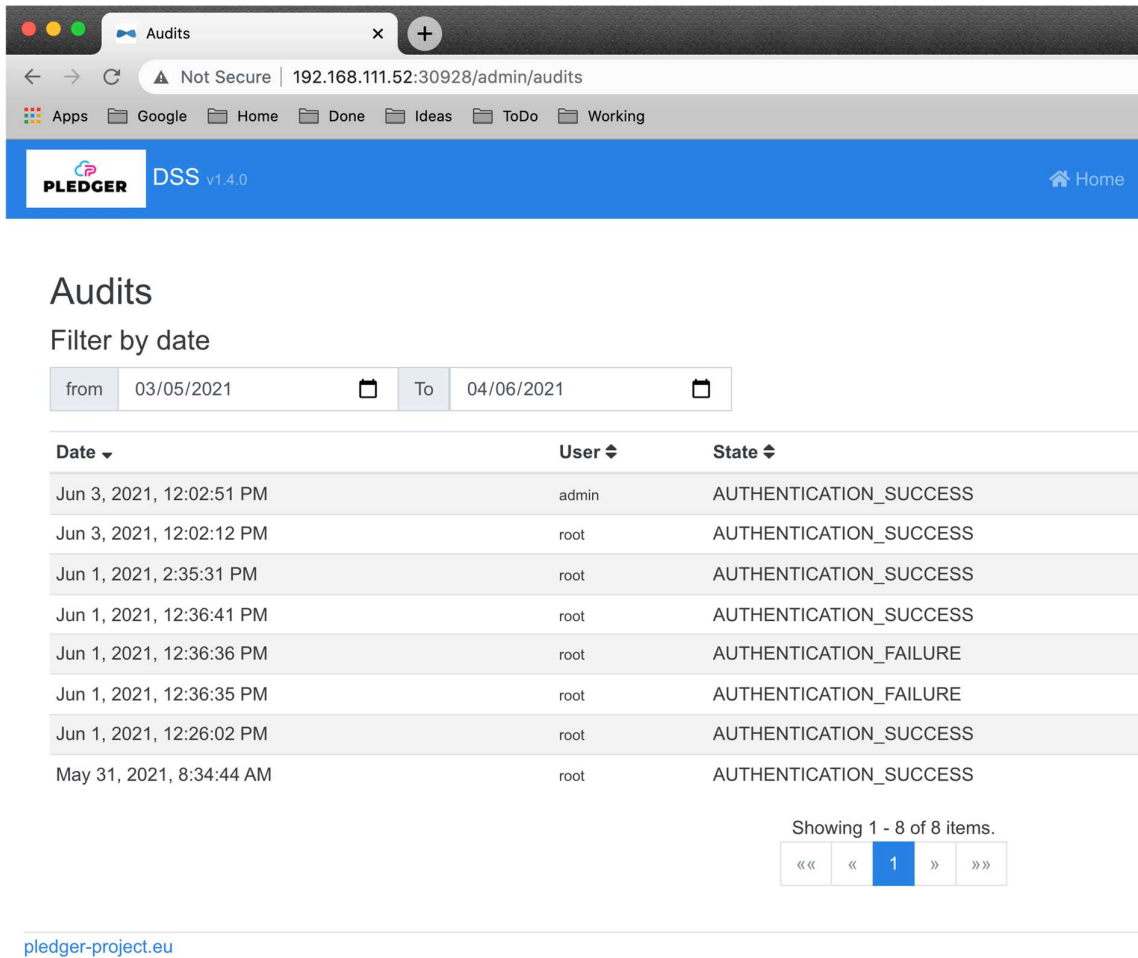 Audits
Not Secure 192.168.111.52:30928/admin/audits
Apps Google Home Done Ideas ToDo Working
PLEDGER DSS v1.4.0 Home
Audits
Filter by date
from 03/05/2021 To 04/06/2021
Date User State
Jun 3, 2021, 12:02:51 PM admin AUTHENTICATION_SUCCESS
Jun 3, 2021, 12:02:12 PM root AUTHENTICATION_SUCCESS
Jun 1, 2021, 2:35:31 PM root AUTHENTICATION_SUCCESS
Jun 1, 2021, 12:36:41 PM root AUTHENTICATION_SUCCESS
Jun 1, 2021, 12:36:36 PM root AUTHENTICATION_FAILURE
Jun 1, 2021, 12:36:35 PM root AUTHENTICATION_FAILURE
Jun 1, 2021, 12:26:02 PM root AUTHENTICATION_SUCCESS
May 31, 2021, 8:34:44 AM root AUTHENTICATION_SUCCESS
Showing 1 - 8 of 8 items.
«« « 1 » »»
pledger-project.eu